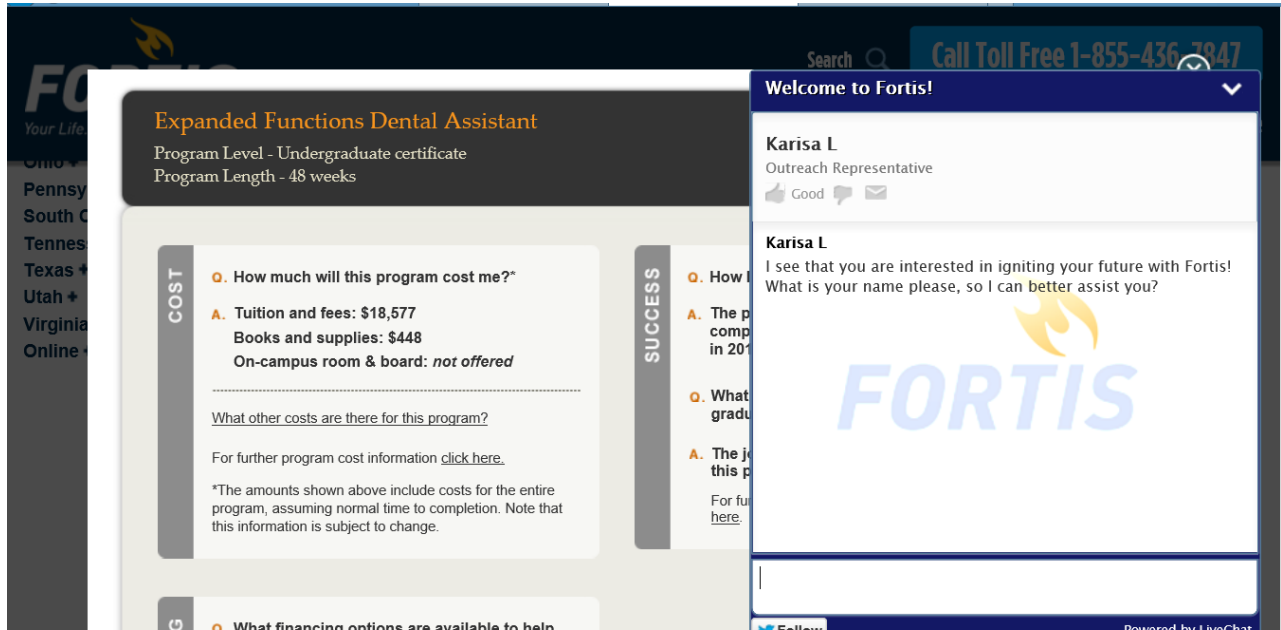 Search
Call Toll Free 1-855-436-7847
Your Life.
Ohio +
Pennsy
South C
Tennes
Texas +
Utah +
Virginia
Online
Expanded Functions Dental Assistant
Program Level - Undergraduate certificate
Program Length - 48 weeks
COST
Q. How much will this program cost me?*
A. Tuition and fees: $18,577
Books and supplies: $448
On-campus room & board: not offered
What other costs are there for this program?
For further program cost information click here.
*The amounts shown above include costs for the entire
program, assuming normal time to completion. Note that
this information is subject to change.
SUCCESS
Q. How
A. The p
comp
in 201
Q. What
gradu
A. The j
this p
For fu
here.
Q. What financing options are available to help
Welcome to Fortis!
Karisa L
Outreach Representative
Good
Karisa L
I see that you are interested in igniting your future with Fortis!
What is your name please, so I can better assist you?
FORTIS
Follow
Powered by LiveChat